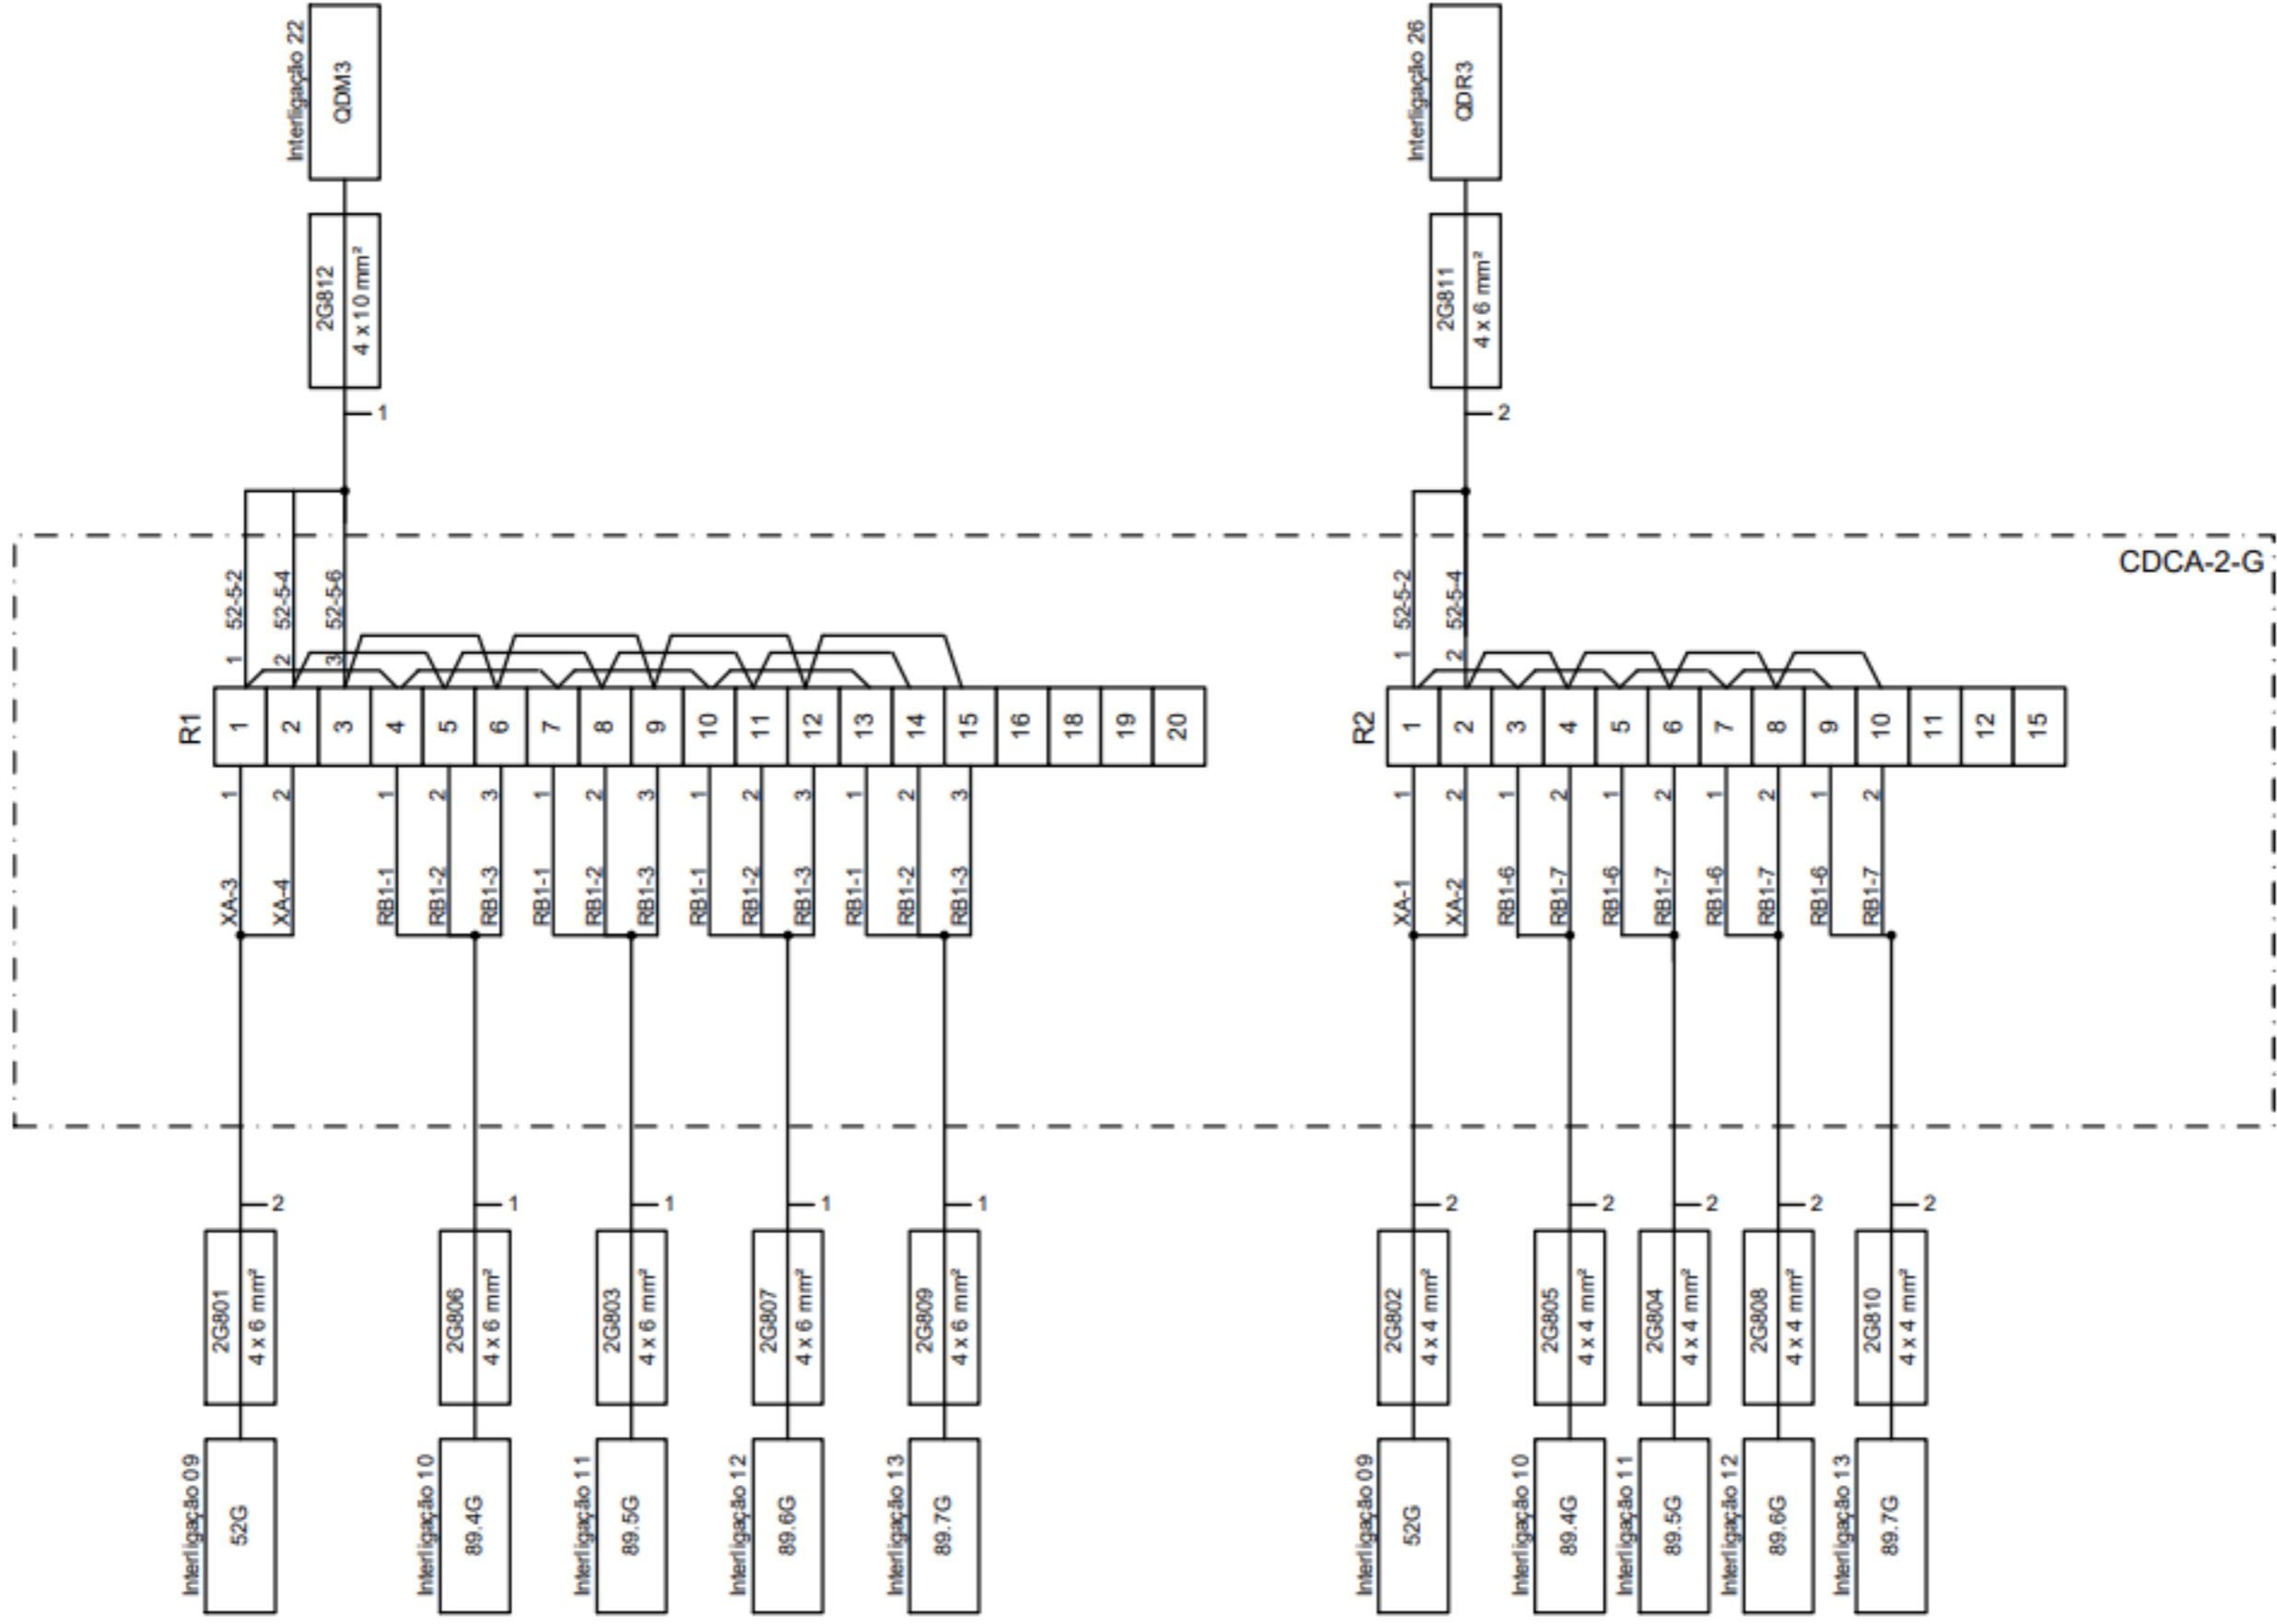 Interligação 22
QDM3
Interligação 26
QDR3
2G812
4 x 10 mm²
2G811
4 x 6 mm²
1
2
CDCA-2-G
52-5-2
52-5-4
52-5-6
52-5-2
52-5-4
1
2
3
1
2
R1
1
2
3
4
5
6
7
8
9
10
11
12
13
14
15
16
18
19
20
R2
1
2
3
4
5
6
7
8
9
10
11
12
15
1
2
1
2
3
1
2
3
1
2
3
1
2
3
1
2
1
2
1
2
1
2
1
2
XA-3
XA-4
RB1-1
RB1-2
RB1-3
RB1-1
RB1-2
RB1-3
RB1-1
RB1-2
RB1-3
RB1-1
RB1-2
RB1-3
XA-1
XA-2
RB1-6
RB1-7
RB1-6
RB1-7
RB1-6
RB1-7
RB1-6
RB1-7
2
1
1
1
1
2
2
2
2
2
2G801
4 x 6 mm²
2G806
4 x 6 mm²
2G803
4 x 6 mm²
2G807
4 x 6 mm²
2G809
4 x 6 mm²
2G802
4 x 4 mm²
2G805
4 x 4 mm²
2G804
4 x 4 mm²
2G808
4 x 4 mm²
2G810
4 x 4 mm²
Interligação 09
52G
Interligação 10
89.4G
Interligação 11
89.5G
Interligação 12
89.6G
Interligação 13
89.7G
Interligação 09
52G
Interligação 10
89.4G
Interligação 11
89.5G
Interligação 12
89.6G
Interligação 13
89.7G